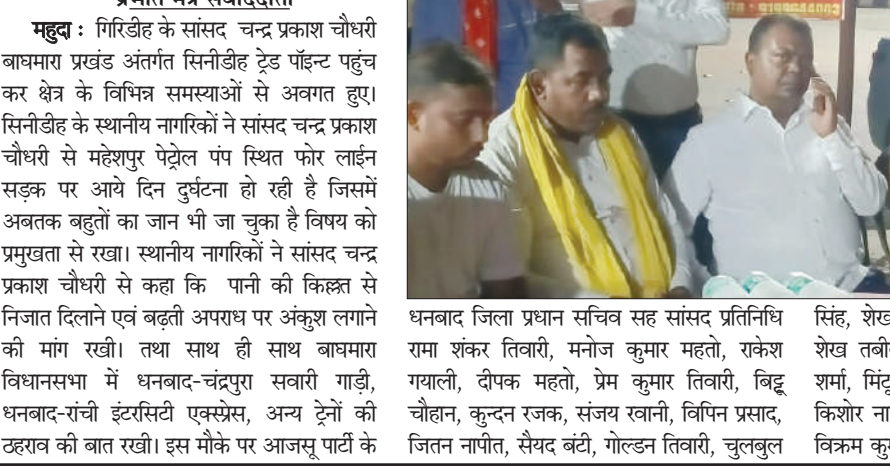 प्रभात मंत्र संवाददाता
महुदा : गिरिडीह के सांसद चन्द्र प्रकाश चौधरी
बाघमारा प्रखंड अंतर्गत सिनीडीह ट्रेड पॉइन्ट पहुंच
कर क्षेत्र के विभिन्न समस्याओं से अवगत हुए।
सिनीडीह के स्थानीय नागरिकों ने सांसद चन्द्र प्रकाश
चौधरी से महेशपुर पेट्रोल पंप स्थित फोर लाईन
सड़क पर आये दिन दुर्घटना हो रही है जिसमें
अबतक बहुतों का जान भी जा चुका है विषय को
प्रमुखता से रखा। स्थानीय नागरिकों ने सांसद चन्द्र
प्रकाश चौधरी से कहा कि पानी की किल्लत से
निजात दिलाने एवं बढ़ती अपराध पर अंकुश लगाने
की मांग रखी। तथा साथ ही साथ बाघमारा
विधानसभा में धनबाद-चंद्रपुरा सवारी गाड़ी,
धनबाद-रांची इंटरसिटी एक्स्प्रेस, अन्य ट्रेनों की
ठहराव की बात रखी। इस मौके पर आजसू पार्टी के
धनबाद जिला प्रधान सचिव सह सांसद प्रतिनिधि
रामा शंकर तिवारी, मनोज कुमार महतो, राकेश
गयाली, दीपक महतो, प्रेम कुमार तिवारी, बिट्टू
चौहान, कुन्दन रजक, संजय रवानी, विपिन प्रसाद,
जितन नापीत, सैयद बंटी, गोल्डन तिवारी, चुलबुल
सिंह, शेख
शेख
शर्मा,
किशोर
विक्रम